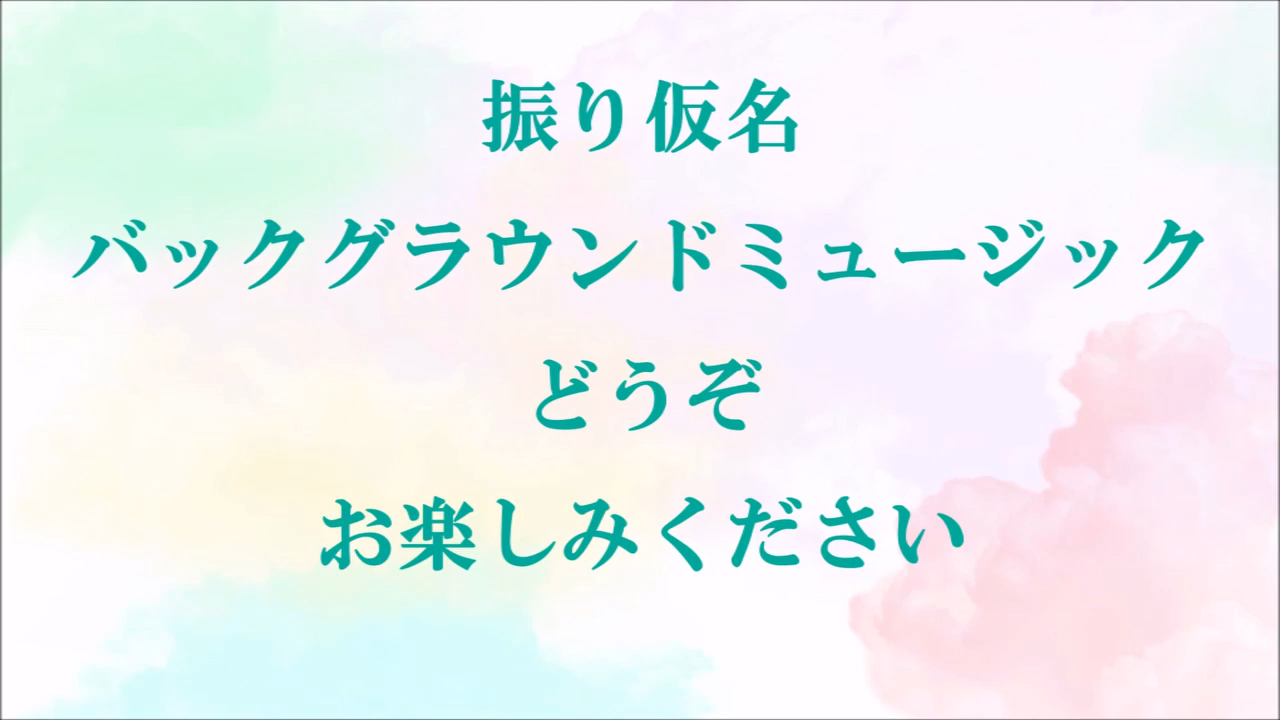 振り仮名
バックグラウンドミュージック
どうぞ
お楽しみください